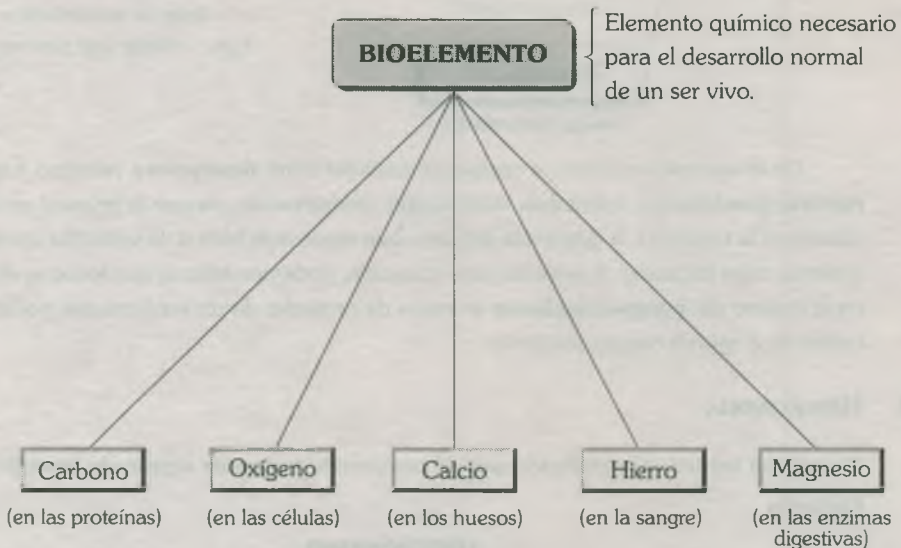 BIOELEMENTO
Elemento químico necesario
para el desarrollo normal
de un ser vivo.
Carbono
(en las proteínas)
Oxígeno
(en las células)
Calcio
(en los huesos)
Hierro
(en la sangre)
Magnesio
(en las enzimas
digestivas)